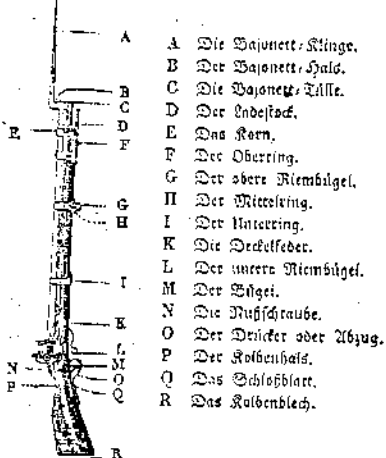 A Die Bajonett-Klinge.
B Der Bajonett-Hals.
C Die Bajonett-Tülle.
D Der Ladestock.
E Das Korn.
F Der Oberring.
G Der obere Riembügel.
H Der Mittelring.
I Der Unterring.
K Die Deckelfeder.
L Der untere Riembügel.
M Der Bügel.
N Die Nußschraube.
O Der Drücker oder Abzug.
P Der Kolbenhals.
Q Das Schloßblatt.
R Das Kolbenblech.
A
B
C
D
E
F
G
H
I
K
L
M
N
O
P
Q
R